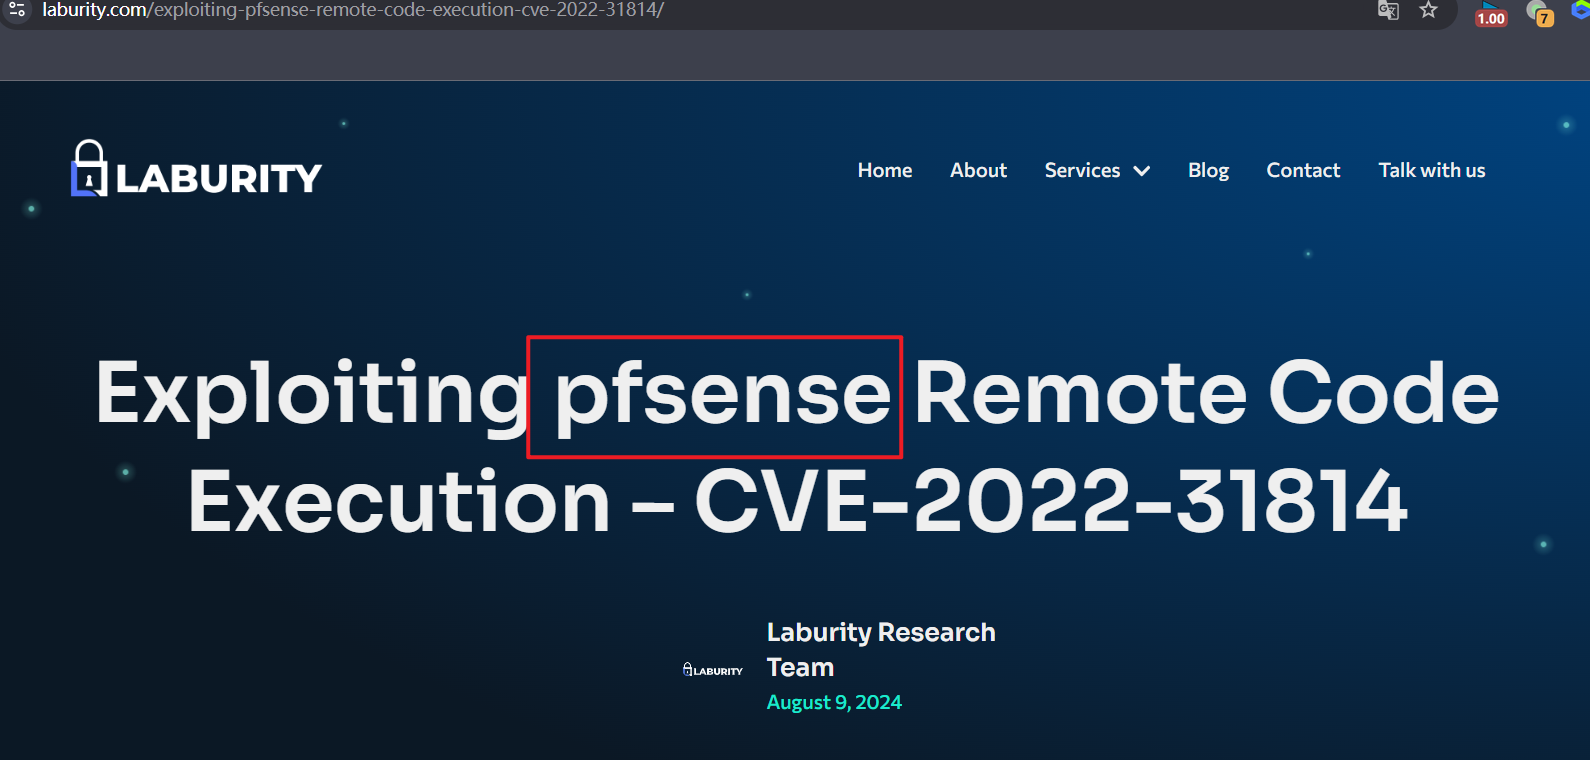 laburity.com/exploiting-pfsense-remote-code-execution-cve-2022-31814/
1.00
7
LABURITY
Home About Services Blog Contact Talk with us
Exploiting pfsense Remote Code
Execution – CVE-2022-31814
Laburity Research
Team
LABURITY
August 9, 2024